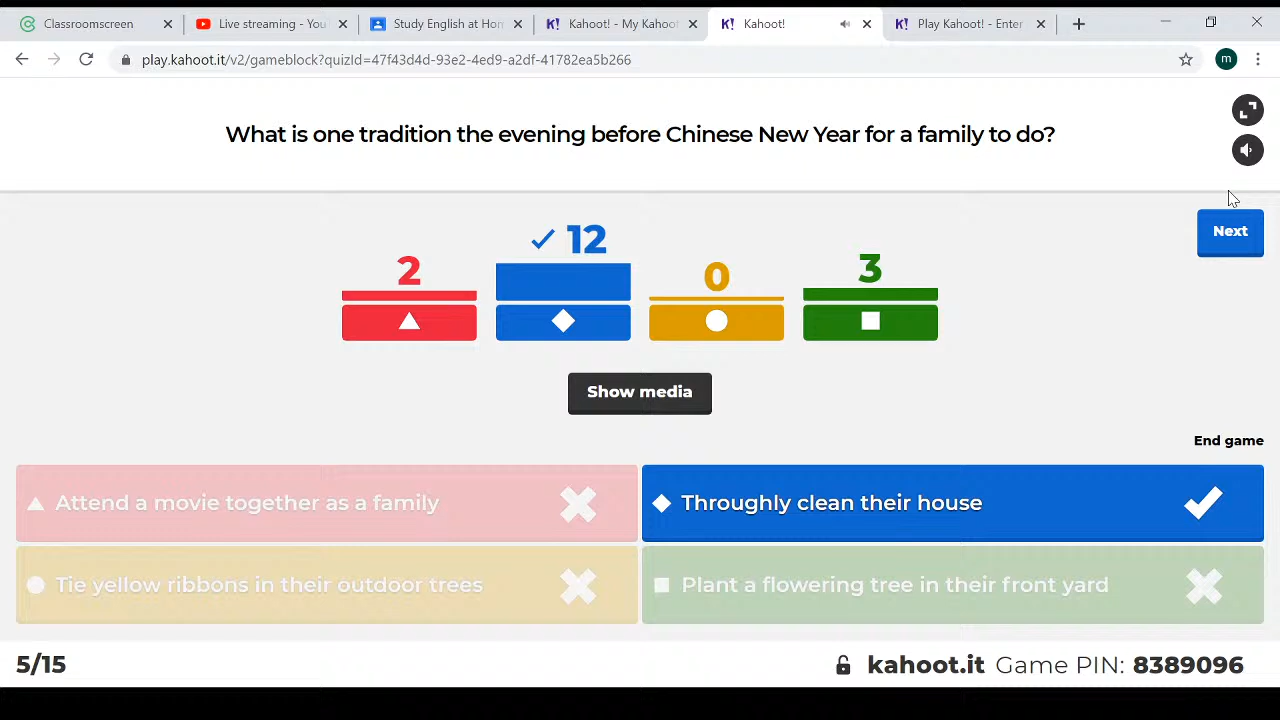 Classroomscreen
Live streaming - You
Study English at Hom
K! Kahoot! - My Kahoot
K! Kahoot!
K! Play Kahoot! - Enter
play.kahoot.it/v2/gameblock?quizId=47f43d4d-93e2-4ed9-a2df-41782ea5b266
m
What is one tradition the evening before Chinese New Year for a family to do?
Next
2
12
0
3
Show media
End game
Attend a movie together as a family
Throughly clean their house
Tie yellow ribbons in their outdoor trees
Plant a flowering tree in their front yard
5/15
kahoot.it Game PIN: 8389096